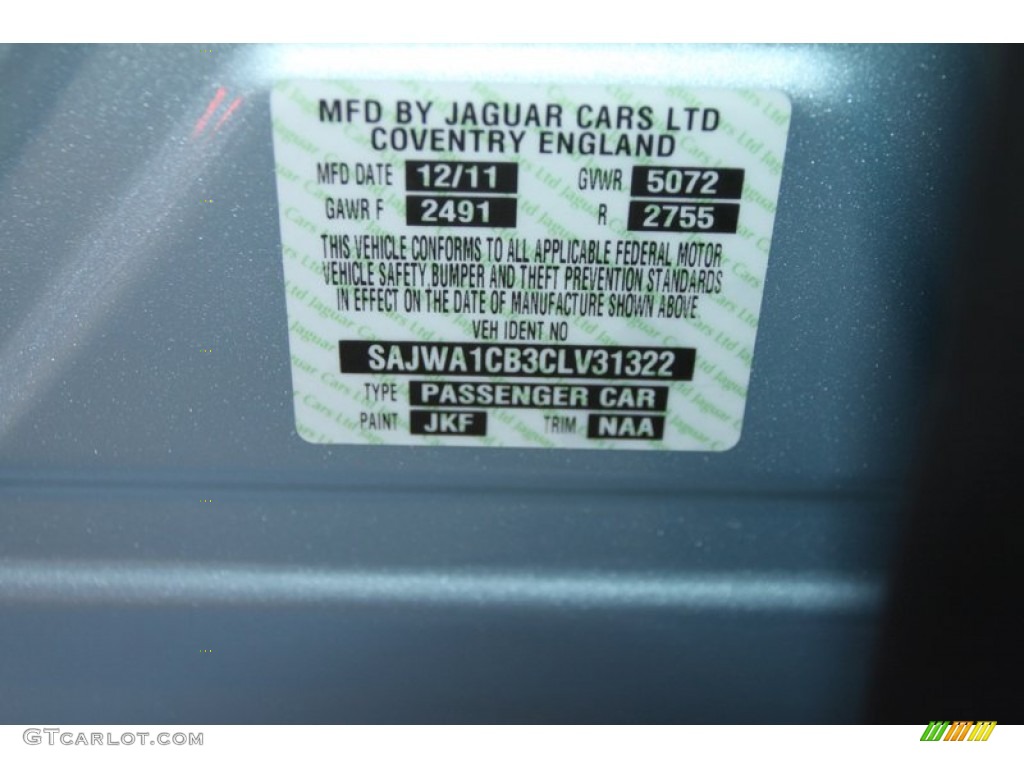 MFD BY JAGUAR CARS LTD
COVENTRY ENGLAND
MFD DATE 12/11 GVWR 5072
GAWR F 2491 R 2755
THIS VEHICLE CONFORMS TO ALL APPLICABLE FEDERAL MOTOR
VEHICLE SAFETY, BUMPER AND THEFT PREVENTION STANDARDS
IN EFFECT ON THE DATE OF MANUFACTURE SHOWN ABOVE.
VEH IDENT NO
SAJWA1CB3CLV31322
TYPE PASSENGER CAR
PAINT JKF TRIM NAA
GTCarlot.com